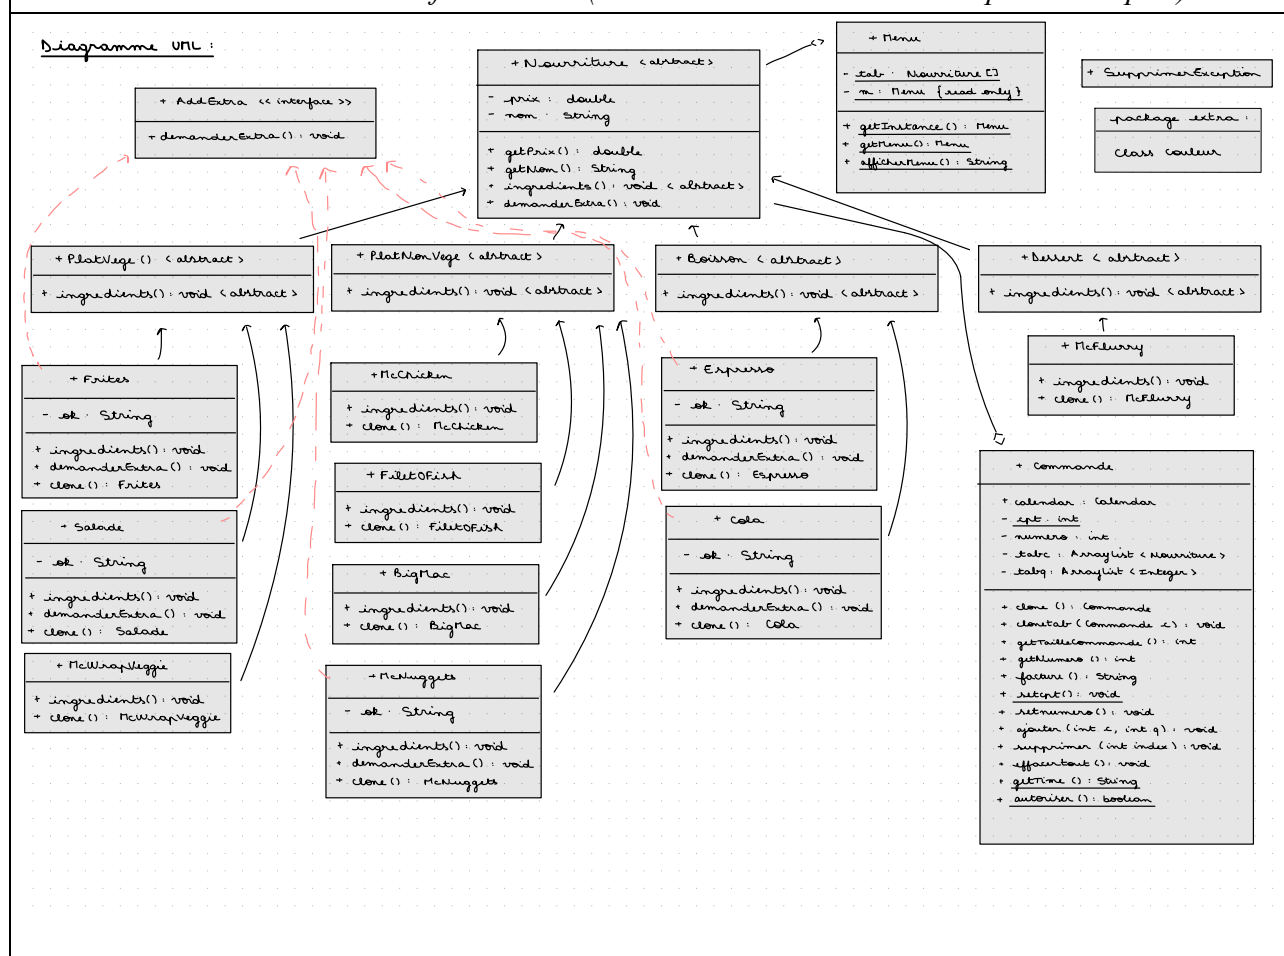 Diagramme UML :
+ AddExtra << interface >>
+ demanderExtra() : void
+ Nourriture < abstract >
- prix : double
- nom : String
+ getPrix() : double
+ getNom() : String
+ ingredients() : void < abstract >
+ demanderExtra() : void
+ Menu
- tab : Nourriture []
- m : Menu {read only}
+ getInstance() : Menu
+ getMenu() : Menu
+ afficherMenu() : String
+ SupprimerException
package extra :
class couleur
+ PlatVege () < abstract >
+ ingredients() : void < abstract >
+ PlatNonVege < abstract >
+ ingredients() : void < abstract >
+ Boisson < abstract >
+ ingredients() : void < abstract >
+ Dessert < abstract >
+ ingredients() : void < abstract >
+ Frites
- ok : String
+ ingredients() : void
+ demanderExtra() : void
+ clone() : Frites
+ Salade
- ok : String
+ ingredients() : void
+ demanderExtra() : void
+ clone() : Salade
+ McWrapVeggie
+ ingredients() : void
+ clone() : McWrapVeggie
+ McChicken
+ ingredients() : void
+ clone() : McChicken
+ FiletOFish
+ ingredients() : void
+ clone() : FiletOFish
+ BigMac
+ ingredients() : void
+ clone() : BigMac
+ McNuggets
- ok : String
+ ingredients() : void
+ demanderExtra() : void
+ clone() : McNuggets
+ Espresso
- ok : String
+ ingredients() : void
+ demanderExtra() : void
+ clone() : Espresso
+ Cola
- ok : String
+ ingredients() : void
+ demanderExtra() : void
+ clone() : Cola
+ McFlurry
+ ingredients() : void
+ clone() : McFlurry
+ Commande
+ calendar : Calendar
- cpt : int
- numero : int
- tabc : ArrayList < Nourriture >
- tabq : ArrayList < Integer >
+ clone () : Commande
+ clonetab (Commande c) : void
+ getTailleCommande () : int
+ getNumero () : int
+ facture () : String
+ setcpt() : void
+ setnumero() : void
+ ajouter (int c, int q) : void
+ supprimer (int index) : void
+ effacertout() : void
+ getTime () : String
+ autoriser () : boolean